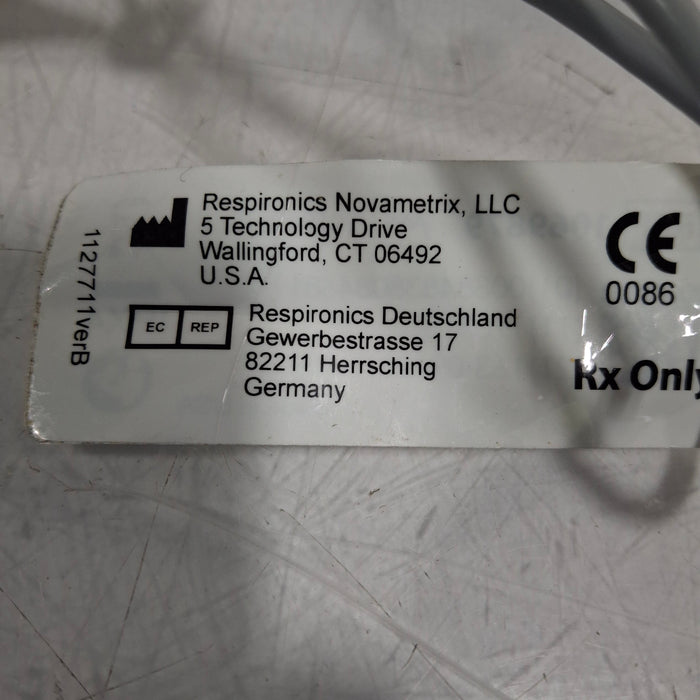 Respironics Novametrix, LLC
5 Technology Drive
Wallingford, CT 06492
U.S.A.
EC REP
Respironics Deutschland
Gewerbestrasse 17
82211 Herrsching
Germany
CE
0086
Rx Only
1127711verB